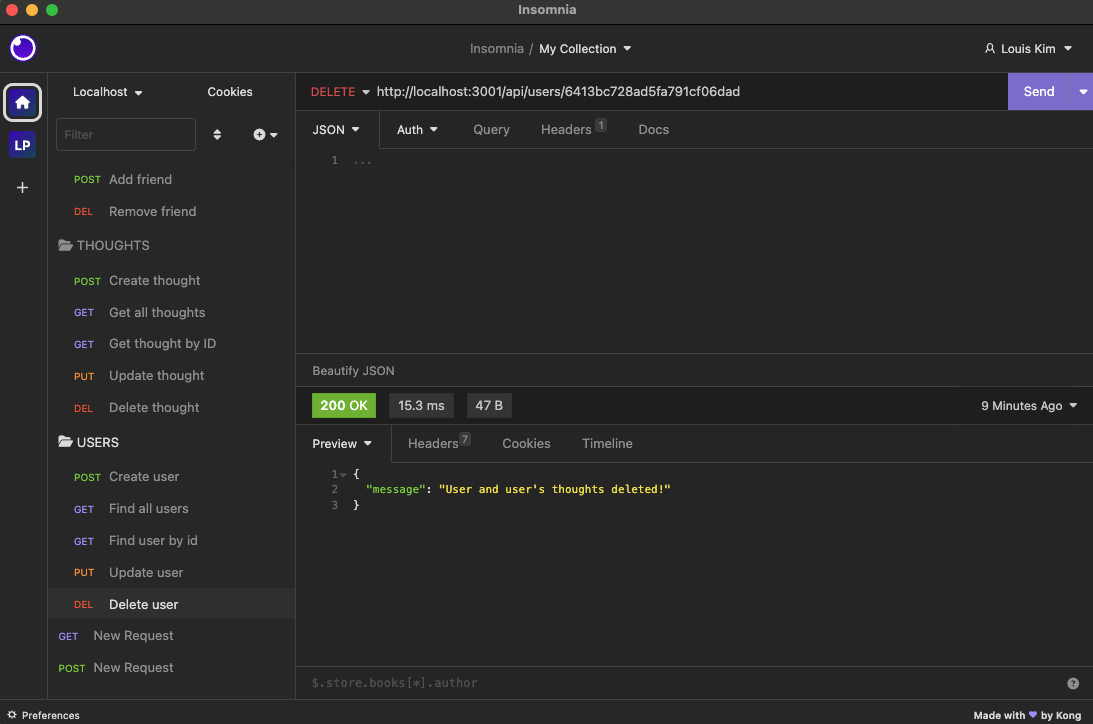 Insomnia
Insomnia / My Collection
Louis Kim
LP
Localhost
Cookies
Filter
POST Add friend
DEL Remove friend
THOUGHTS
POST Create thought
GET Get all thoughts
GET Get thought by ID
PUT Update thought
DEL Delete thought
USERS
POST Create user
GET Find all users
GET Find user by id
PUT Update user
DEL Delete user
GET New Request
POST New Request
DELETE http://localhost:3001/api/users/6413bc728ad5fa791cf06dad
Send
JSON Auth Query Headers 1 Docs
1 ...
Beautify JSON
200 OK 15.3 ms 47 B
9 Minutes Ago
Preview Headers 7 Cookies Timeline
1 {
2 "message": "User and user's thoughts deleted!"
3 }
$.store.books[*].author
?
Preferences
Made with 💜 by Kong